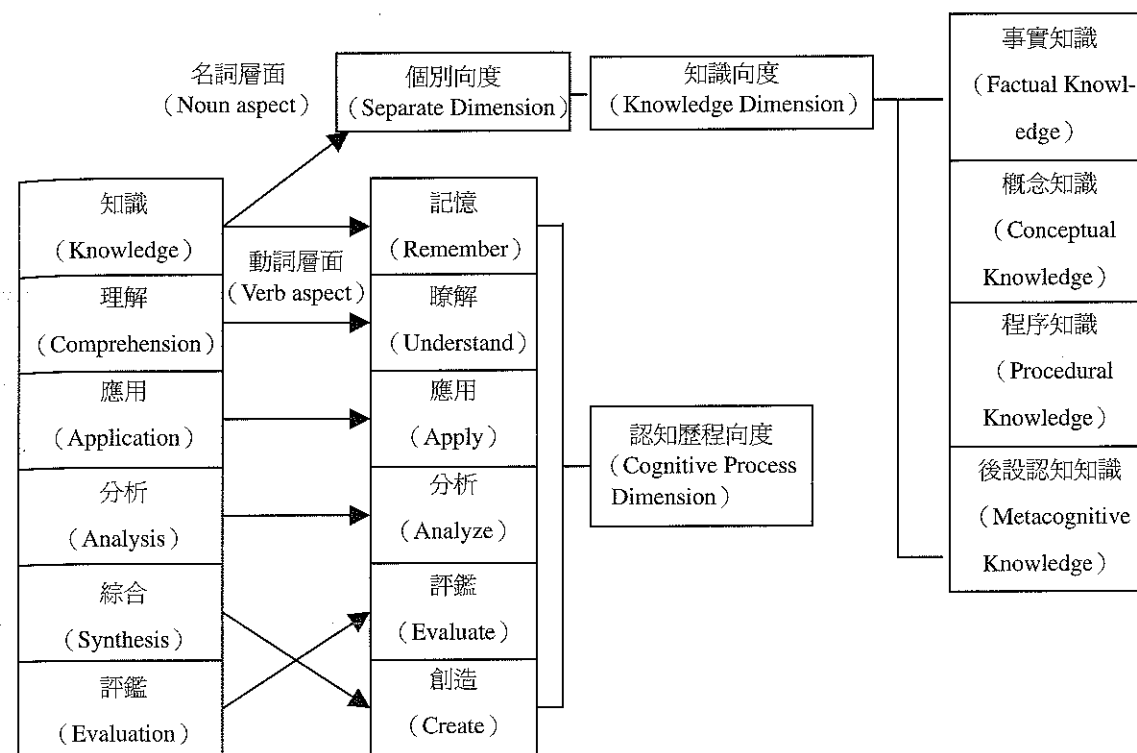 名詞層面
（Noun aspect）
個別向度
（Separate Dimension）
知識向度
（Knowledge Dimension）
事實知識
（Factual Knowl-
edge）
概念知識
（Conceptual
Knowledge）
程序知識
（Procedural
Knowledge）
後設認知知識
（Metacognitive
Knowledge）
知識
（Knowledge）
理解
（Comprehension）
應用
（Application）
分析
（Analysis）
綜合
（Synthesis）
評鑑
（Evaluation）
動詞層面
（Verb aspect）
記憶
（Remember）
瞭解
（Understand）
應用
（Apply）
分析
（Analyze）
評鑑
（Evaluate）
創造
（Create）
認知歷程向度
（Cognitive Process
Dimension）